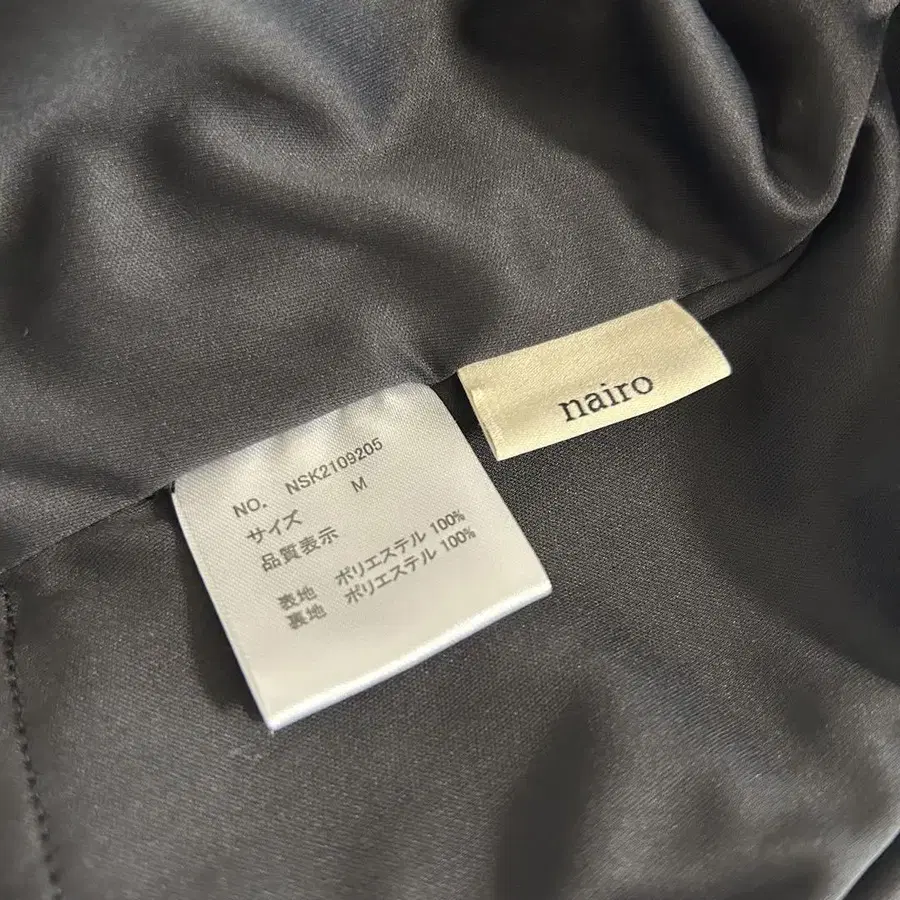 nairo
NO. NSK2109205
サイズ M
品質表示
表地 ポリエステル 100%
裏地 ポリエステル 100%